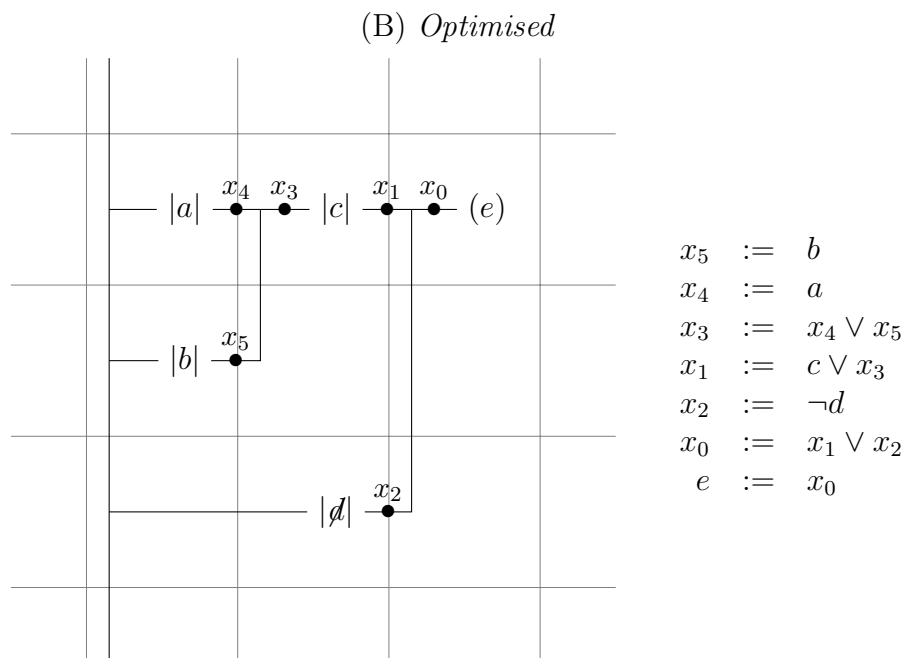 (B) Optimised
x₄ x₃ x₁ x₀
|a| |c| (e)
x₅
|b|
x₂
|d̸|
x₅ := b
x₄ := a
x₃ := x₄ ∨ x₅
x₁ := c ∨ x₃
x₂ := ¬d
x₀ := x₁ ∨ x₂
e := x₀